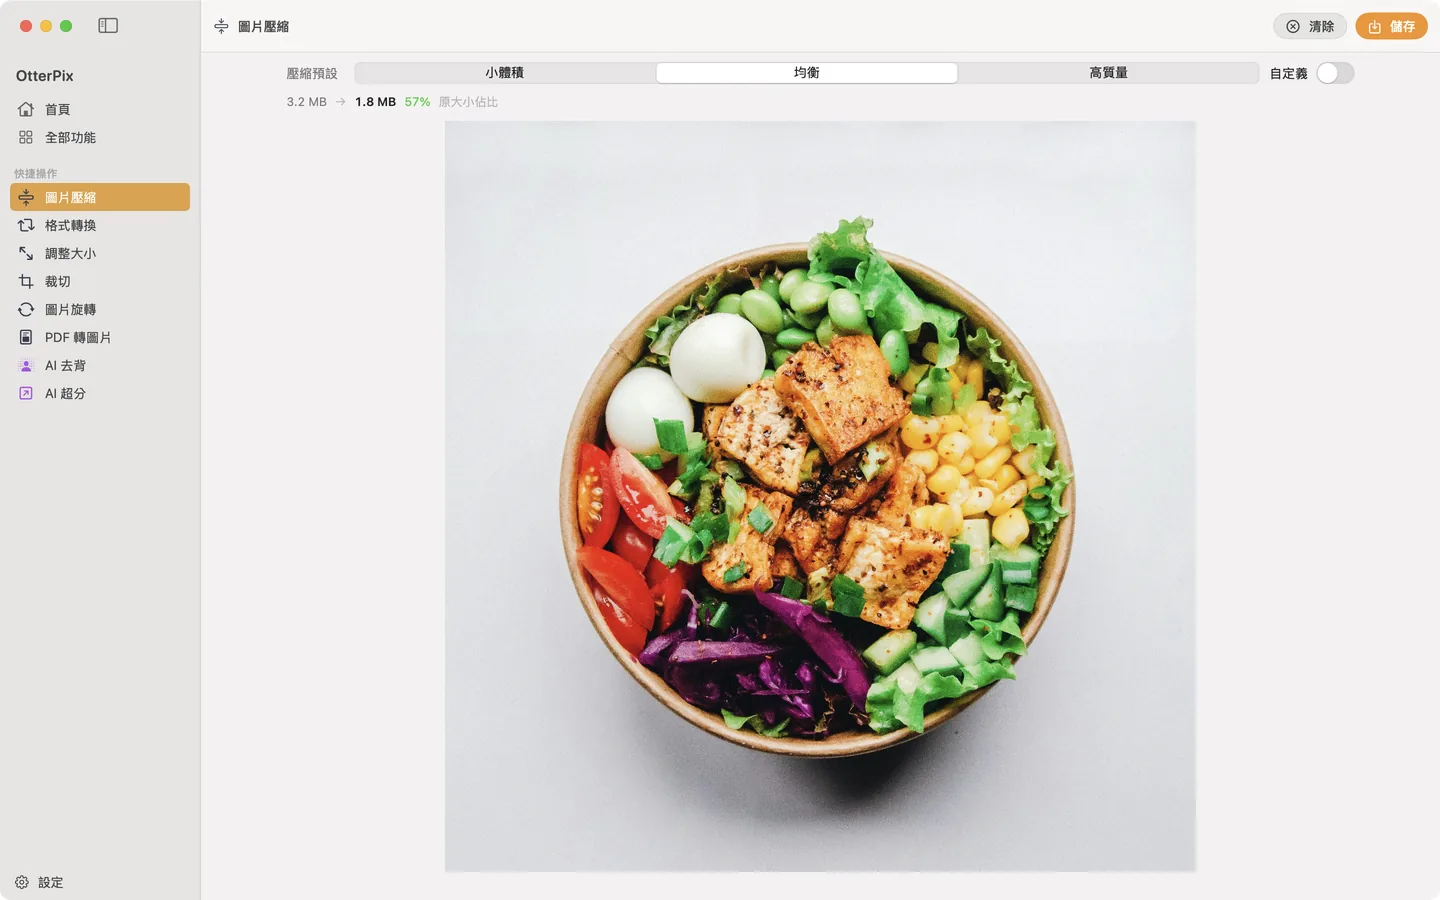 OtterPix
首頁
全部功能
快捷操作
圖片壓縮
格式轉換
調整大小
裁切
圖片旋轉
PDF 轉圖片
AI 去背
AI 超分
設定
圖片壓縮
清除
儲存
壓縮預設 小體積 均衡 高質量 自定義
3.2 MB → 1.8 MB 57% 原大小佔比